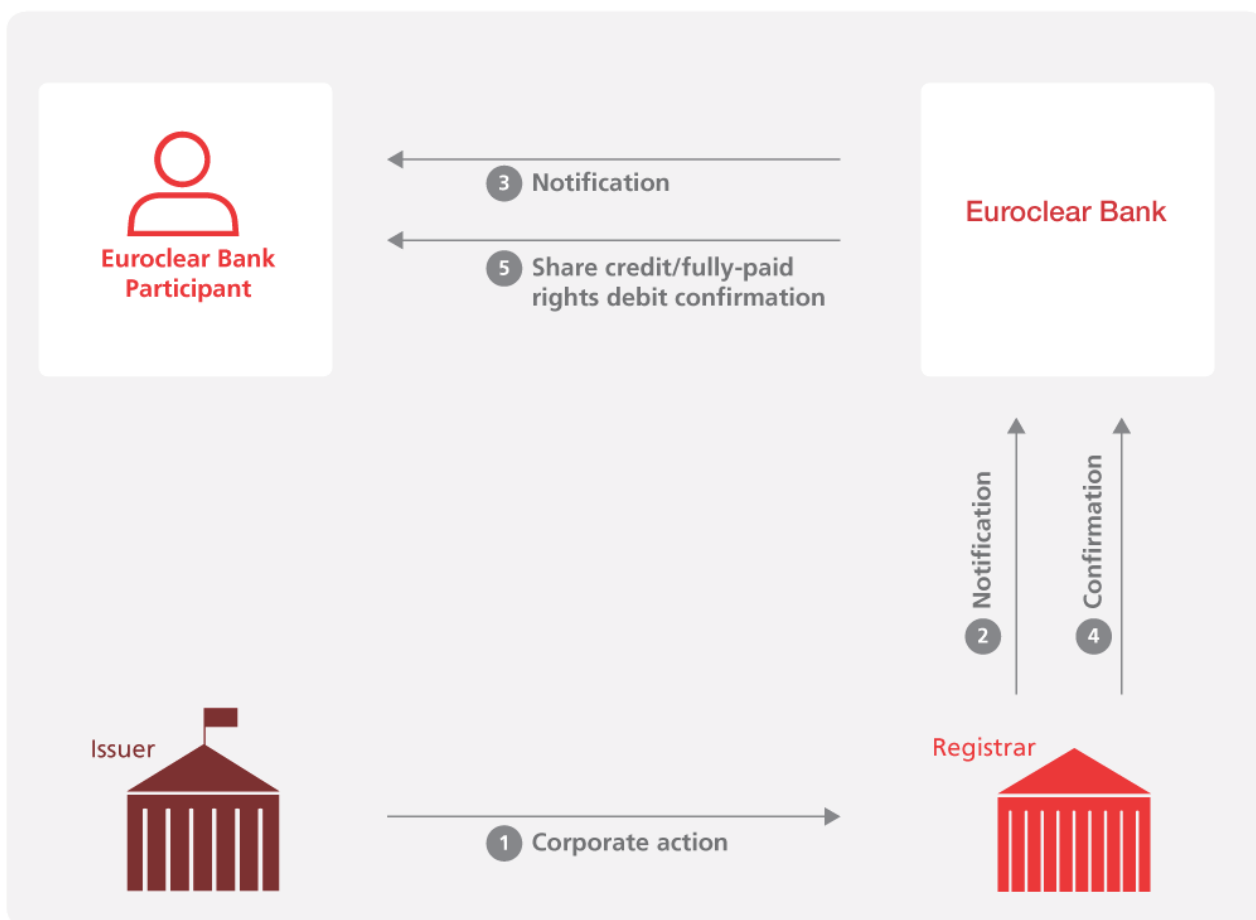 Euroclear Bank
Participant
3 Notification
5 Share credit/fully-paid
rights debit confirmation
Euroclear Bank
2 Notification
4 Confirmation
Issuer
1 Corporate action
Registrar